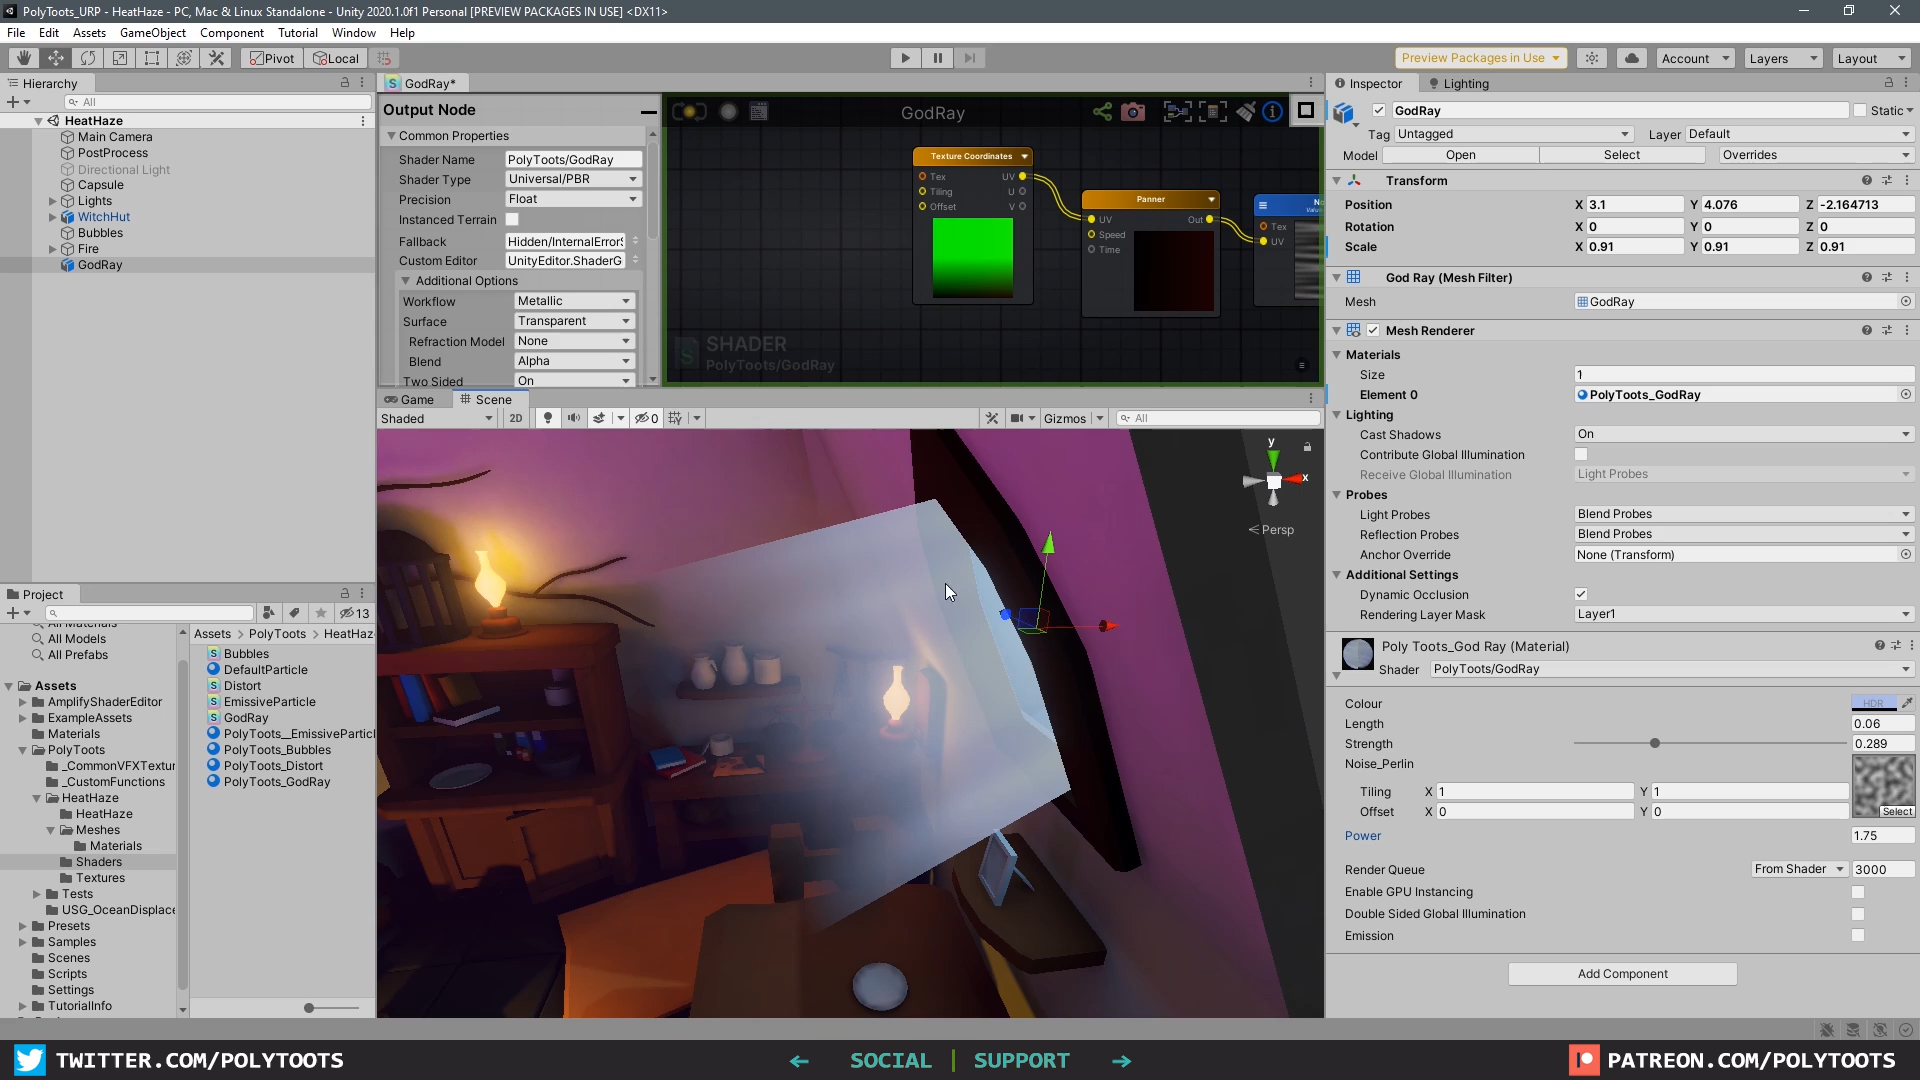 PolyToots_URP - HeatHaze - PC, Mac & Linux Standalone - Unity 2020.1.0f1 Personal [PREVIEW PACKAGES IN USE] <DX11>
File Edit Assets GameObject Component Tutorial Window Help
Pivot Local Preview Packages in Use Account Layers Layout
Hierarchy
All
HeatHaze
Main Camera
PostProcess
Directional Light
Capsule
Lights
WitchHut
Bubbles
Fire
GodRay
GodRay*
Output Node
Common Properties
Shader Name PolyToots/GodRay
Shader Type Universal/PBR
Precision Float
Instanced Terrain
Fallback Hidden/InternalErrorS
Custom Editor UnityEditor.ShaderG
Additional Options
Workflow Metallic
Surface Transparent
Refraction Model None
Blend Alpha
Two Sided On
GodRay
Texture Coordinates
Tex UV
Tiling U
Offset V
Panner
UV Out
Speed
Time
Tex
UV
SHADER
PolyToots/GodRay
Game Scene
Shaded 2D 0 Gizmos All
y
x
Persp
Project
13
All Models
All Prefabs
Assets
AmplifyShaderEditor
ExampleAssets
Materials
PolyToots
_CommonVFXTextur
_CustomFunctions
HeatHaze
HeatHaze
Meshes
Materials
Shaders
Textures
Tests
USG_OceanDisplace
Presets
Samples
Scenes
Scripts
Settings
TutorialInfo
Assets > PolyToots > HeatHaz
Bubbles
DefaultParticle
Distort
EmissiveParticle
GodRay
PolyToots__EmissiveParticl
PolyToots_Bubbles
PolyToots_Distort
PolyToots_GodRay
Inspector Lighting
GodRay Static
Tag Untagged Layer Default
Model Open Select Overrides
Transform
Position X 3.1 Y 4.076 Z -2.164713
Rotation X 0 Y 0 Z 0
Scale X 0.91 Y 0.91 Z 0.91
God Ray (Mesh Filter)
Mesh GodRay
Mesh Renderer
Materials
Size 1
Element 0 PolyToots_GodRay
Lighting
Cast Shadows On
Contribute Global Illumination
Receive Global Illumination Light Probes
Probes
Light Probes Blend Probes
Reflection Probes Blend Probes
Anchor Override None (Transform)
Additional Settings
Dynamic Occlusion
Rendering Layer Mask Layer1
Poly Toots_God Ray (Material)
Shader PolyToots/GodRay
Colour HDR
Length 0.06
Strength 0.289
Noise_Perlin
Tiling X 1 Y 1
Offset X 0 Y 0
Select
Power 1.75
Render Queue From Shader 3000
Enable GPU Instancing
Double Sided Global Illumination
Emission
Add Component
TWITTER.COM/POLYTOOTS
← SOCIAL | SUPPORT →
PATREON.COM/POLYTOOTS